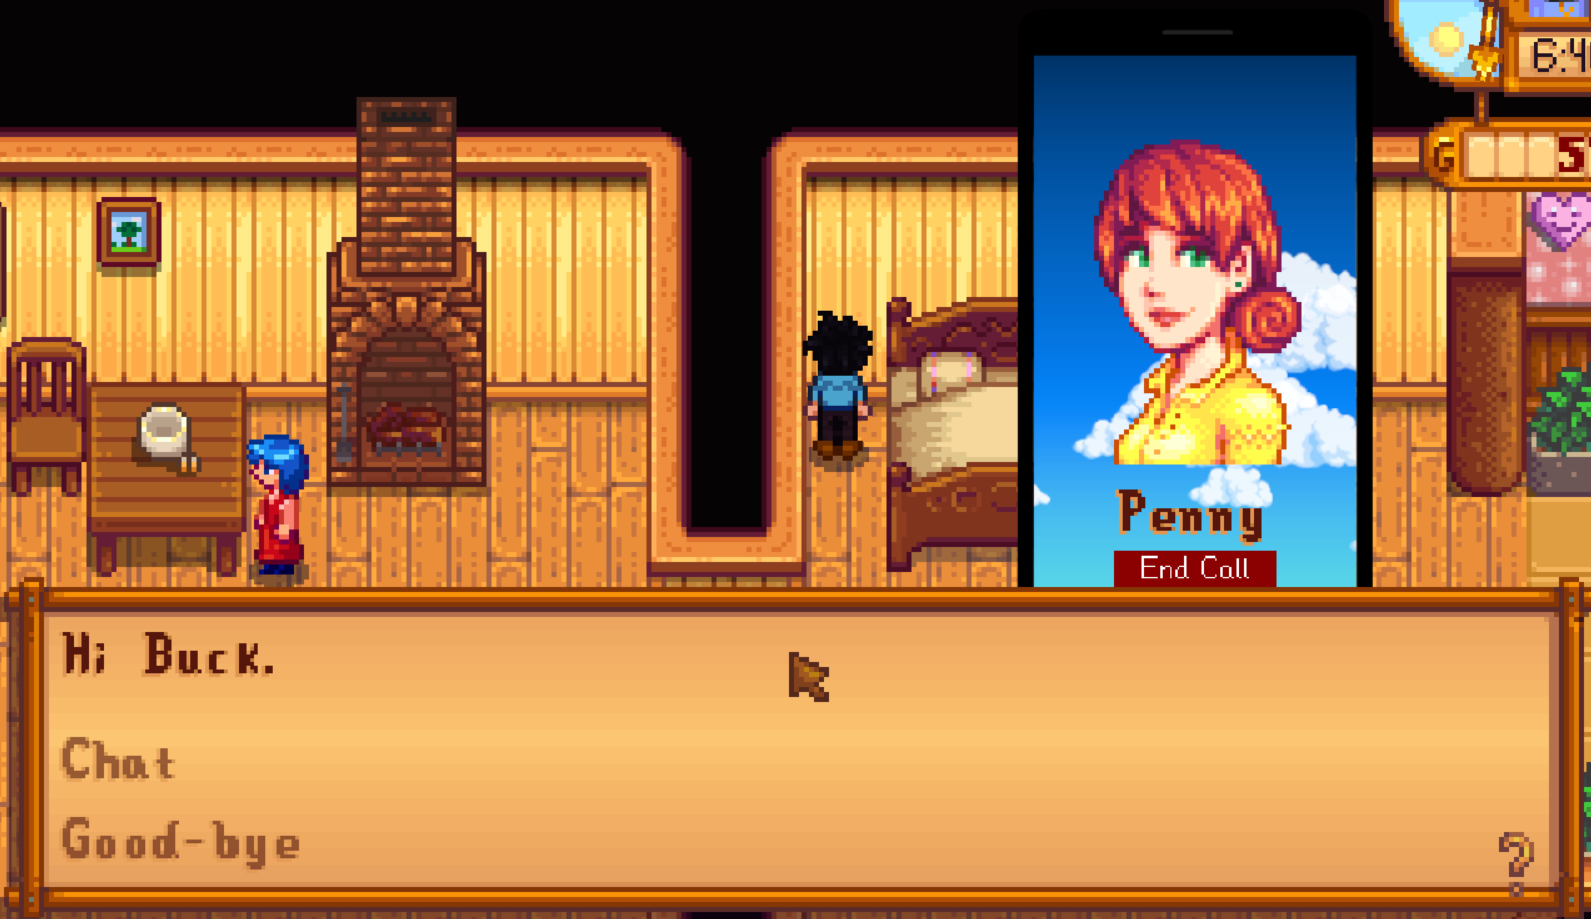 Penny
End Call
Hi Buck.
Chat
Good-bye
?